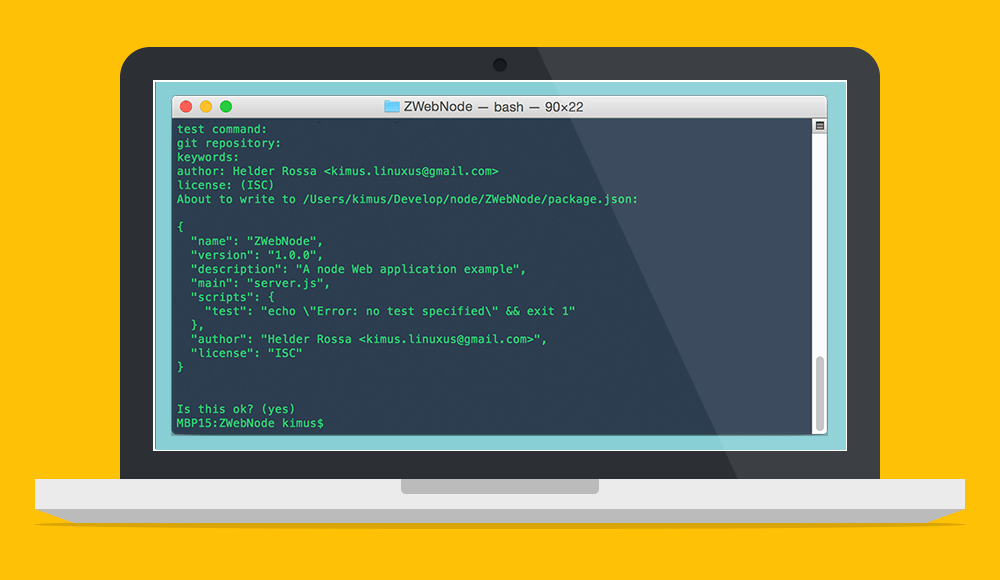 ZWebNode — bash — 90×22
test command:
git repository:
keywords:
author: Helder Rossa <kimus.linuxus@gmail.com>
license: (ISC)
About to write to /Users/kimus/Develop/node/ZWebNode/package.json:
{
  "name": "ZWebNode",
  "version": "1.0.0",
  "description": "A node Web application example",
  "main": "server.js",
  "scripts": {
    "test": "echo \"Error: no test specified\" && exit 1"
  },
  "author": "Helder Rossa <kimus.linuxus@gmail.com>",
  "license": "ISC"
}
Is this ok? (yes)
MBP15:ZWebNode kimus$